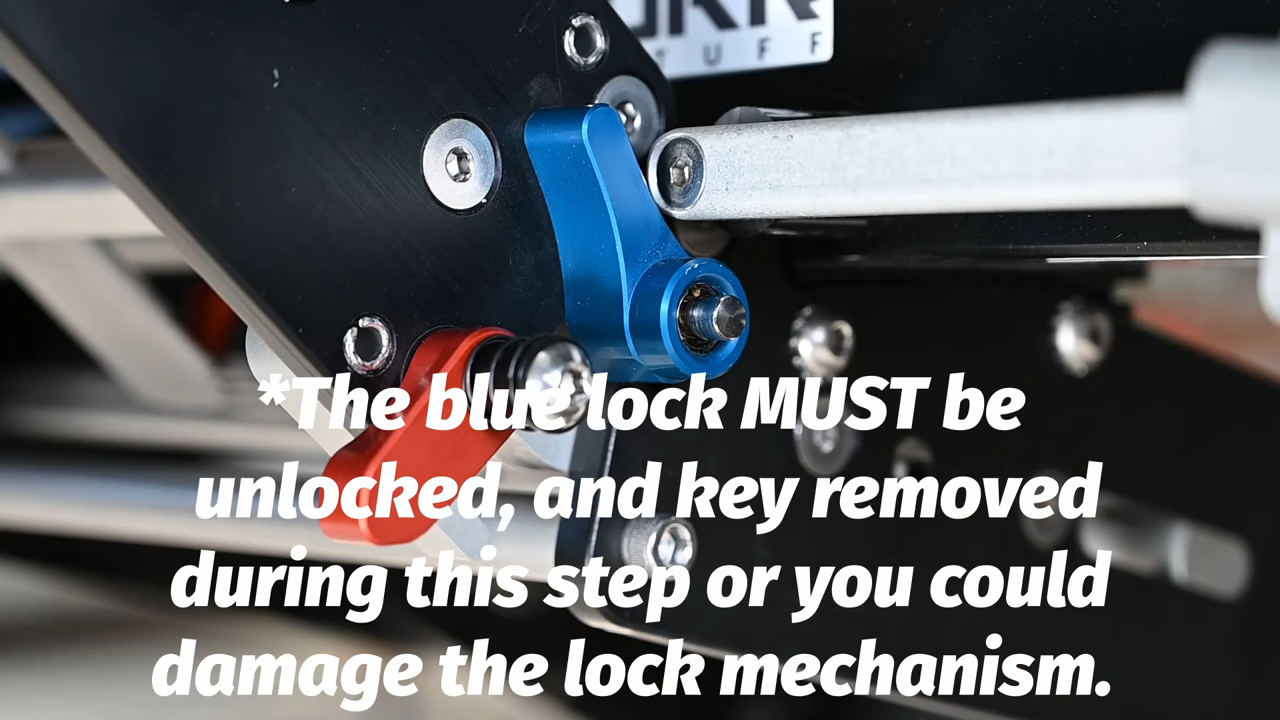 TUFF
*The blue lock MUST be
unlocked, and key removed
during this step or you could
damage the lock mechanism.